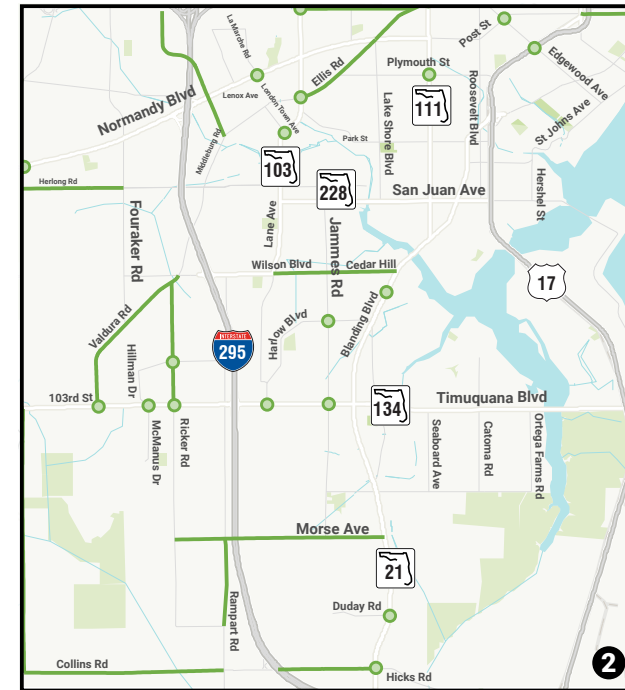 La Marche Rd
Post St
Edgewood Ave
Ellis Rd
Plymouth St
Roosevelt Blvd
Normandy Blvd
Lenox Ave
London Town Ave
111
Lake Shore Blvd
St Johns Ave
Middleburg Rd
Park St
103
228
San Juan Ave
Herlong Rd
Hershel St
Fouraker Rd
Lane Ave
Jammes Rd
Wilson Blvd
Cedar Hill
17
Valdura Rd
Harlow Blvd
Blanding Blvd
INTERSTATE
295
Hillman Dr
103rd St
134
Timuquana Blvd
McManus Dr
Ricker Rd
Seaboard Ave
Catoma Rd
Ortega Farms Rd
Morse Ave
21
Rampart Rd
Duday Rd
Collins Rd
Hicks Rd
2